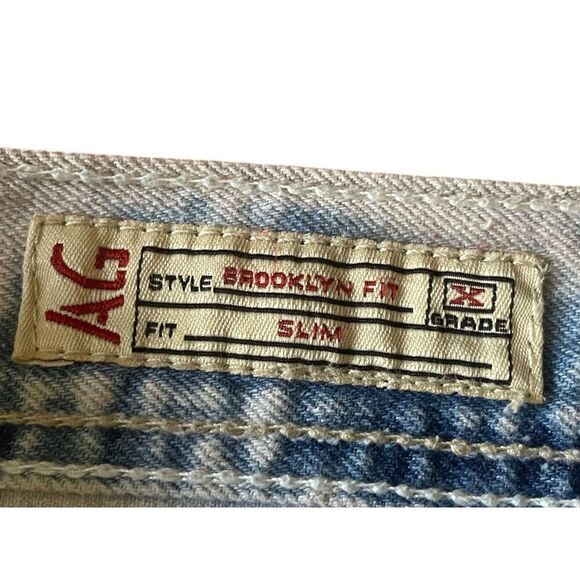 AG
STYLE BROOKLYN FIT
FIT SLIM
X
GRADE